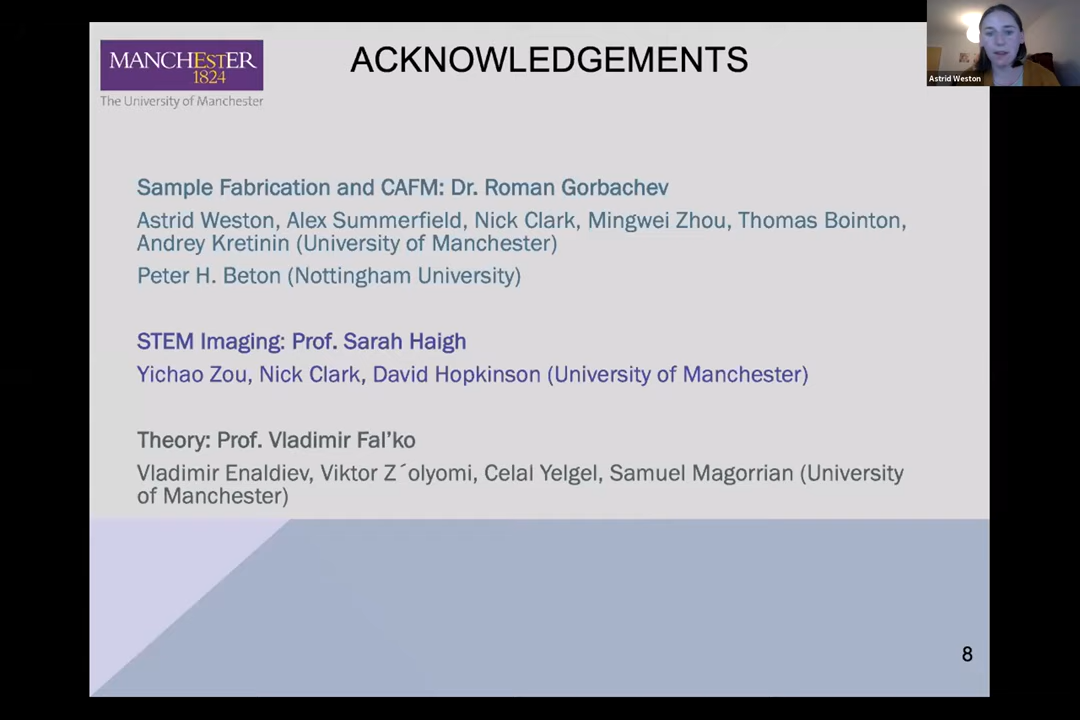 MANCHESTER
1824
The University of Manchester
ACKNOWLEDGEMENTS
Astrid Weston
Sample Fabrication and CAFM: Dr. Roman Gorbachev
Astrid Weston, Alex Summerfield, Nick Clark, Mingwei Zhou, Thomas Bointon,
Andrey Kretinin (University of Manchester)
Peter H. Beton (Nottingham University)
STEM Imaging: Prof. Sarah Haigh
Yichao Zou, Nick Clark, David Hopkinson (University of Manchester)
Theory: Prof. Vladimir Fal’ko
Vladimir Enaldiev, Viktor Z´olyomi, Celal Yelgel, Samuel Magorrian (University
of Manchester)
8